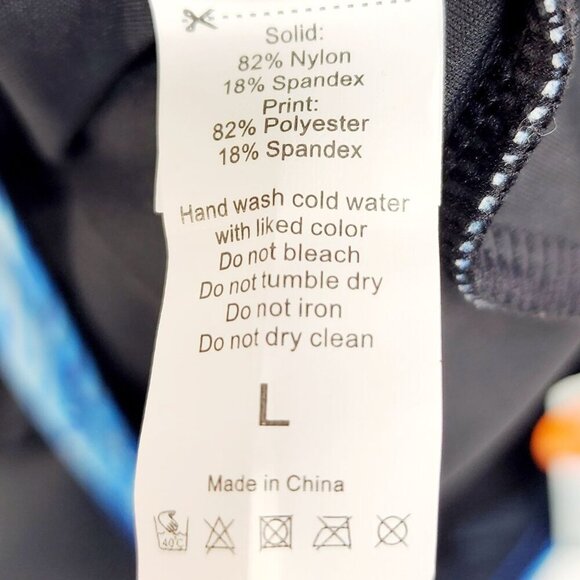 Solid:
82% Nylon
18% Spandex
Print:
82% Polyester
18% Spandex
Hand wash cold water
with liked color
Do not bleach
Do not tumble dry
Do not iron
Do not dry clean
L
Made in China
40°C